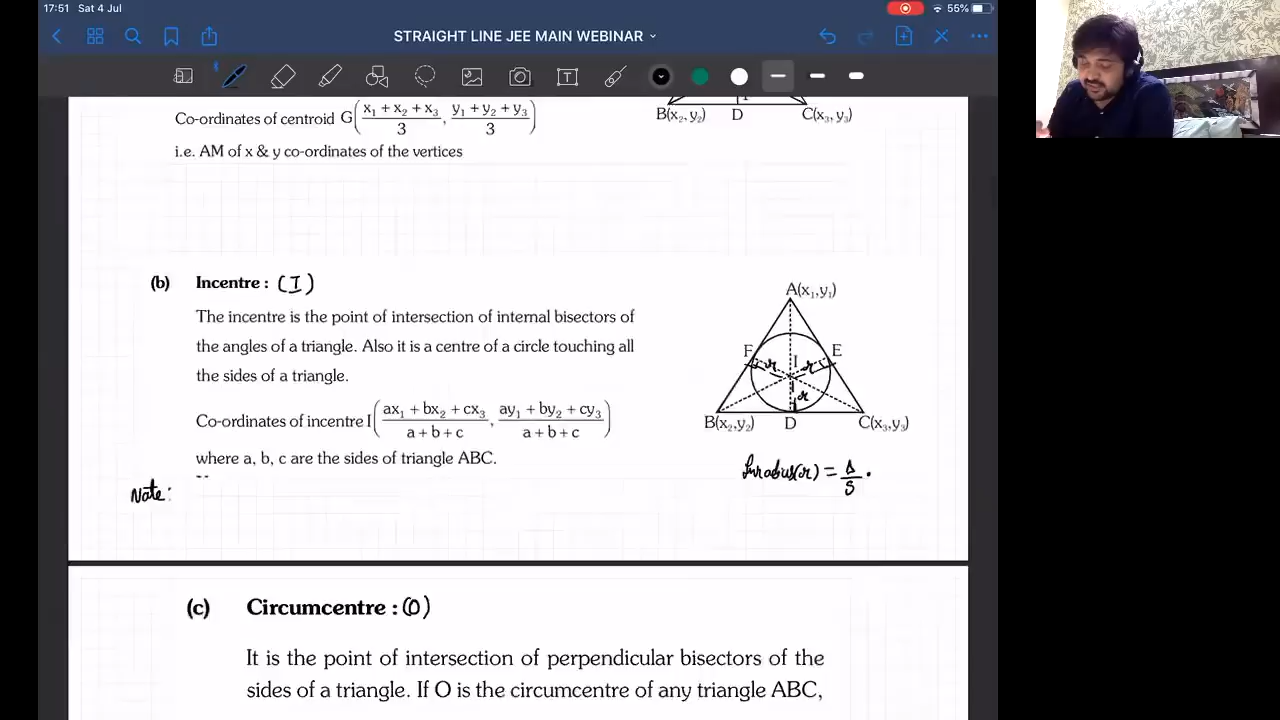 17:51 Sat 4 Jul
55%
STRAIGHT LINE JEE MAIN WEBINAR
T
Co-ordinates of centroid G((x₁ + x₂ + x₃)/3, (y₁ + y₂ + y₃)/3)
B(x₂, y₂) D C(x₃, y₃)
i.e. AM of x & y co-ordinates of the vertices
(b) Incentre : (I)
The incentre is the point of intersection of internal bisectors of
the angles of a triangle. Also it is a centre of a circle touching all
the sides of a triangle.
Co-ordinates of incentre I((ax₁ + bx₂ + cx₃)/(a + b + c), (ay₁ + by₂ + cy₃)/(a + b + c))
where a, b, c are the sides of triangle ABC.
A(x₁,y₁)
F E
r I r
r
B(x₂,y₂) D C(x₃,y₃)
Inradius(r) = Δ/S .
Note:
(c) Circumcentre : (O)
It is the point of intersection of perpendicular bisectors of the
sides of a triangle. If O is the circumcentre of any triangle ABC,